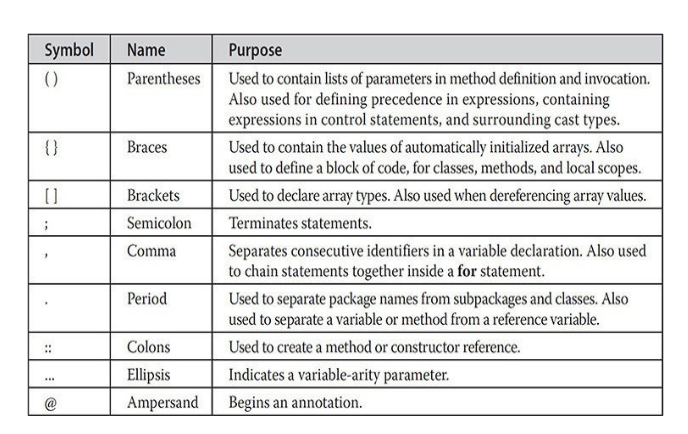 Symbol Name Purpose
( ) Parentheses Used to contain lists of parameters in method definition and invocation.
Also used for defining precedence in expressions, containing
expressions in control statements, and surrounding cast types.
{ } Braces Used to contain the values of automatically initialized arrays. Also
used to define a block of code, for classes, methods, and local scopes.
[ ] Brackets Used to declare array types. Also used when dereferencing array values.
; Semicolon Terminates statements.
, Comma Separates consecutive identifiers in a variable declaration. Also used
to chain statements together inside a for statement.
. Period Used to separate package names from subpackages and classes. Also
used to separate a variable or method from a reference variable.
:: Colons Used to create a method or constructor reference.
... Ellipsis Indicates a variable-arity parameter.
@ Ampersand Begins an annotation.